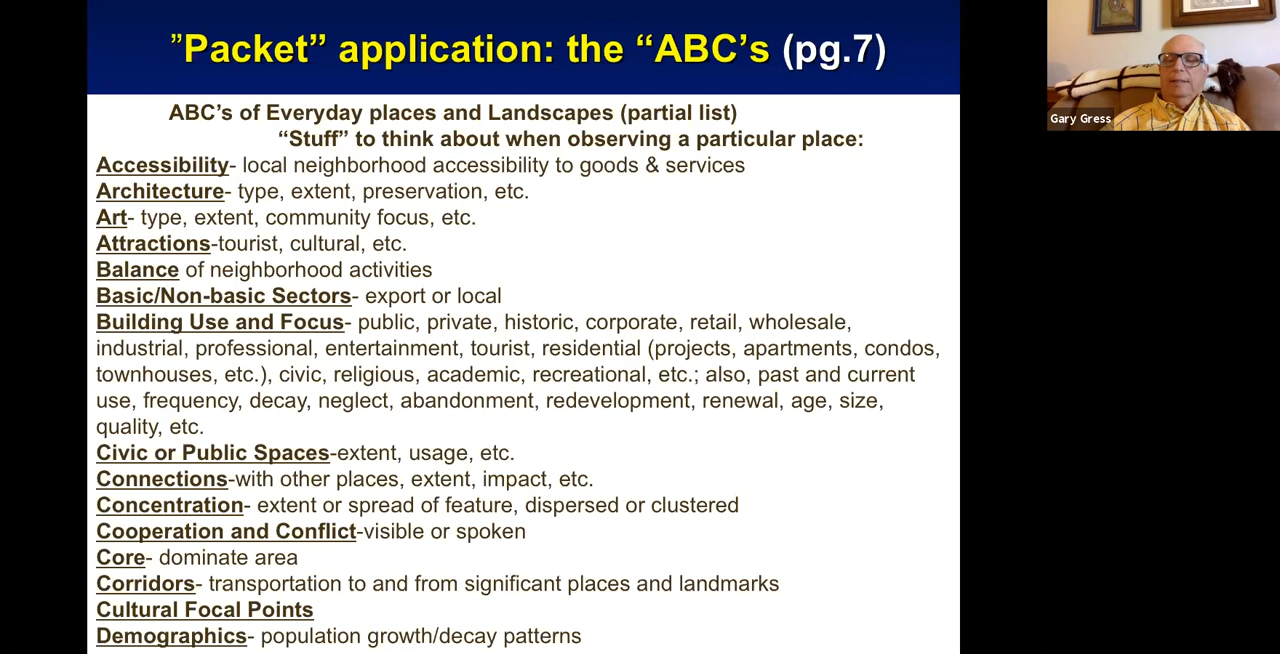 ”Packet” application: the “ABC’s (pg.7)
ABC’s of Everyday places and Landscapes (partial list)
“Stuff” to think about when observing a particular place:
Accessibility- local neighborhood accessibility to goods & services
Architecture- type, extent, preservation, etc.
Art- type, extent, community focus, etc.
Attractions-tourist, cultural, etc.
Balance of neighborhood activities
Basic/Non-basic Sectors- export or local
Building Use and Focus- public, private, historic, corporate, retail, wholesale,
industrial, professional, entertainment, tourist, residential (projects, apartments, condos,
townhouses, etc.), civic, religious, academic, recreational, etc.; also, past and current
use, frequency, decay, neglect, abandonment, redevelopment, renewal, age, size,
quality, etc.
Civic or Public Spaces-extent, usage, etc.
Connections-with other places, extent, impact, etc.
Concentration- extent or spread of feature, dispersed or clustered
Cooperation and Conflict-visible or spoken
Core- dominate area
Corridors- transportation to and from significant places and landmarks
Cultural Focal Points
Demographics- population growth/decay patterns
Gary Gress